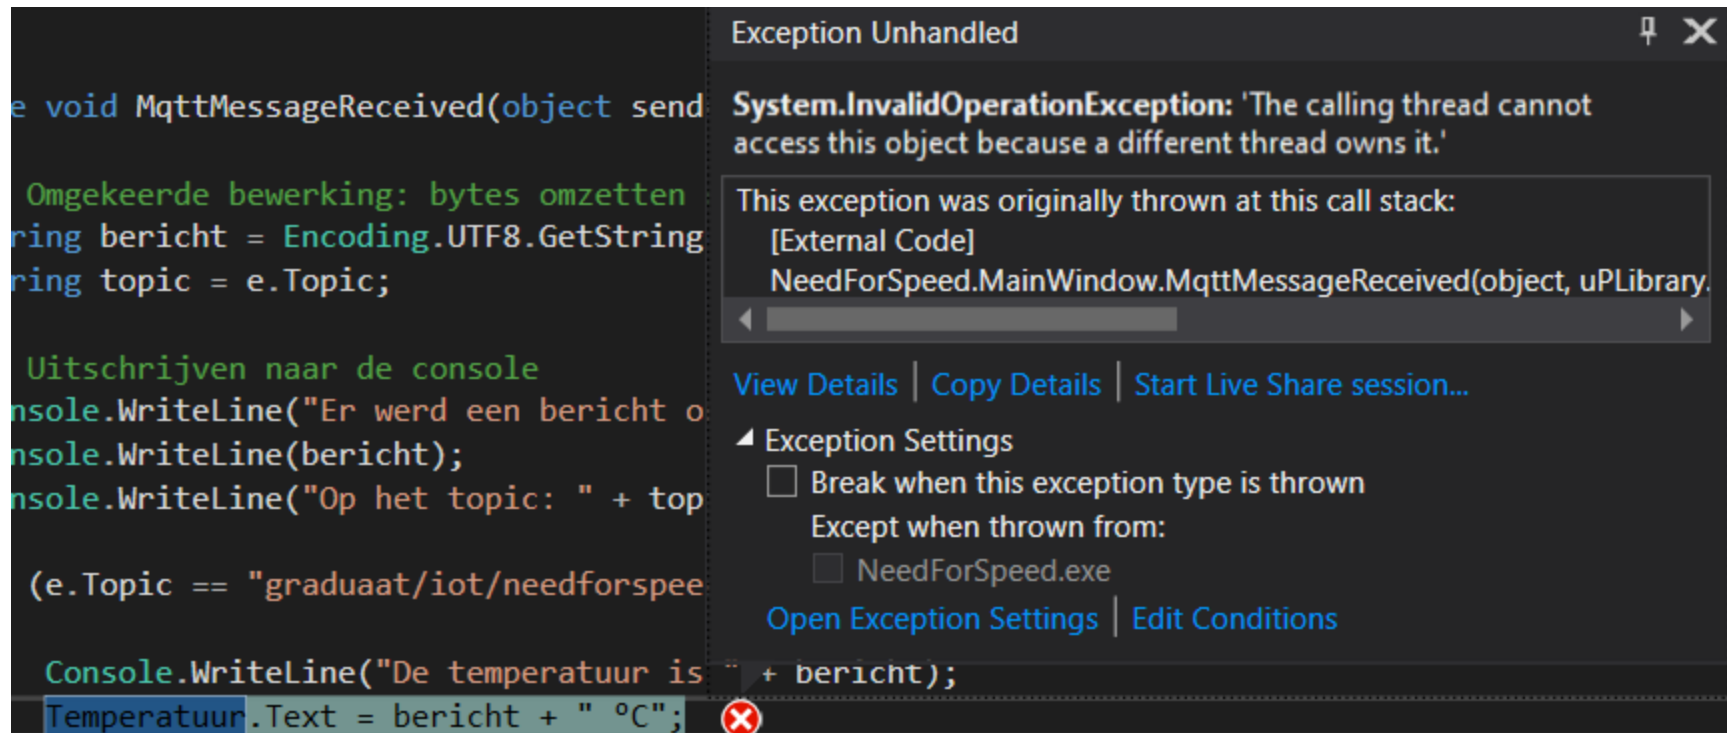 e void MqttMessageReceived(object send
Omgekeerde bewerking: bytes omzetten
ring bericht = Encoding.UTF8.GetString
ring topic = e.Topic;
Uitschrijven naar de console
nsole.WriteLine("Er werd een bericht o
nsole.WriteLine(bericht);
nsole.WriteLine("Op het topic: " + top
(e.Topic == "graduaat/iot/needforspee
Console.WriteLine("De temperatuur is " + bericht);
Temperatuur.Text = bericht + " ºC";
Exception Unhandled
System.InvalidOperationException: 'The calling thread cannot
access this object because a different thread owns it.'
This exception was originally thrown at this call stack:
[External Code]
NeedForSpeed.MainWindow.MqttMessageReceived(object, uPLibrary.
View Details | Copy Details | Start Live Share session...
Exception Settings
Break when this exception type is thrown
Except when thrown from:
NeedForSpeed.exe
Open Exception Settings | Edit Conditions